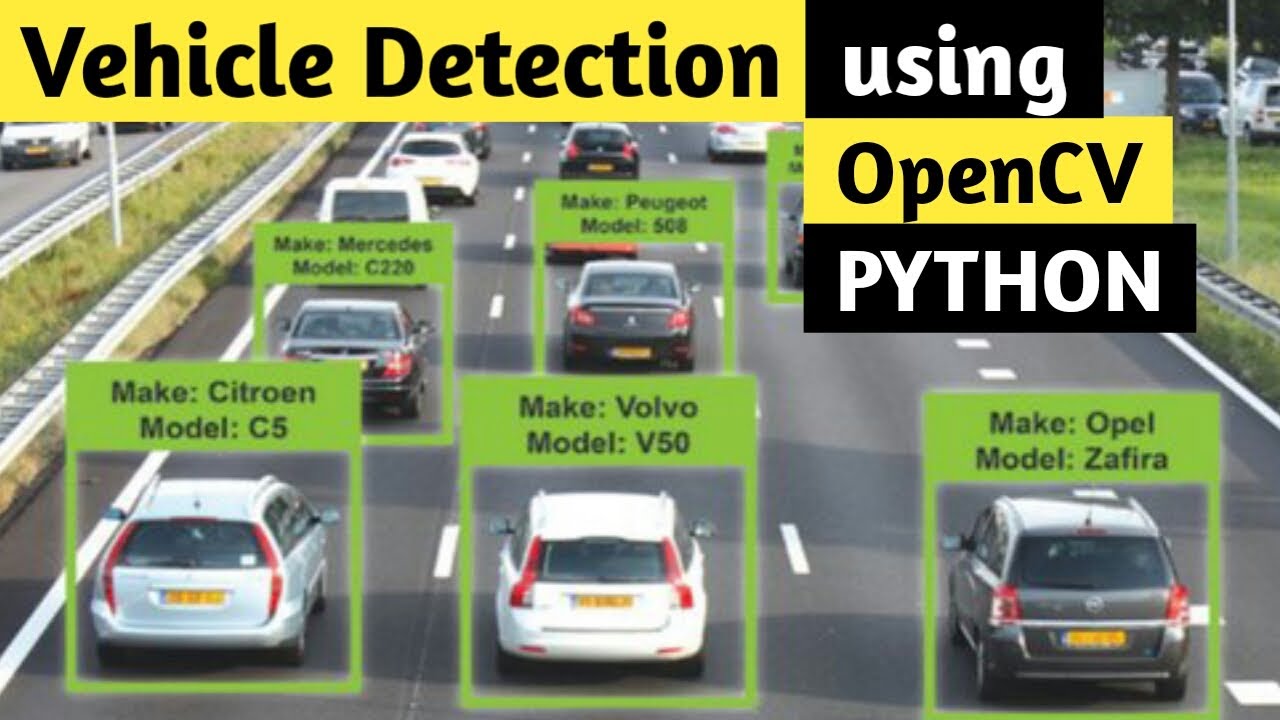 Vehicle Detection using
OpenCV
PYTHON
Make: Peugeot
Model: 508
Make: Mercedes
Model: C220
Make: Citroen
Model: C5
Make: Volvo
Model: V50
Make: Opel
Model: Zafira